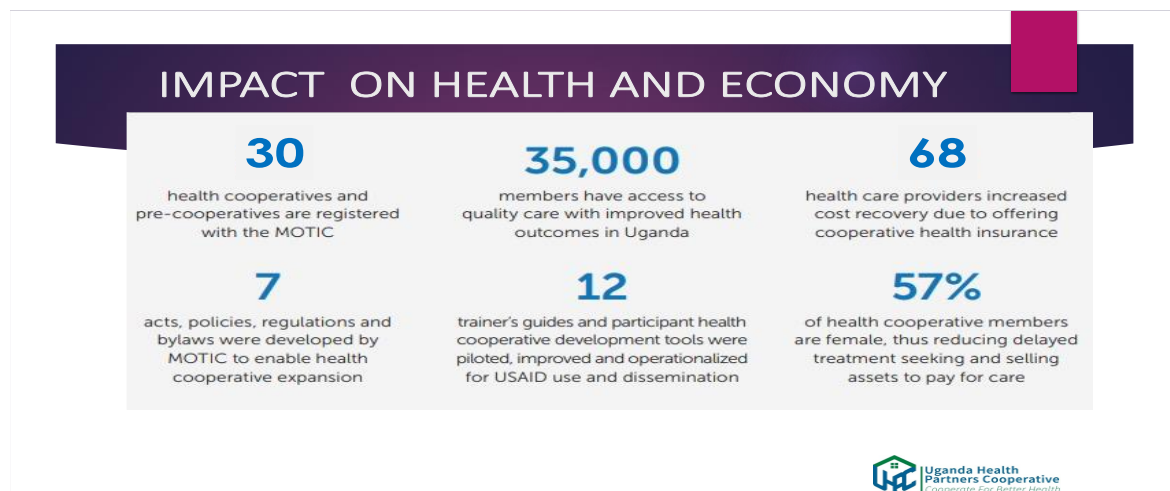 IMPACT ON HEALTH AND ECONOMY
30
health cooperatives and
pre-cooperatives are registered
with the MOTIC
35,000
members have access to
quality care with improved health
outcomes in Uganda
68
health care providers increased
cost recovery due to offering
cooperative health insurance
7
acts, policies, regulations and
bylaws were developed by
MOTIC to enable health
cooperative expansion
12
trainer's guides and participant health
cooperative development tools were
piloted, improved and operationalized
for USAID use and dissemination
57%
of health cooperative members
are female, thus reducing delayed
treatment seeking and selling
assets to pay for care
Uganda Health
Partners Cooperative
Cooperate For Better Health